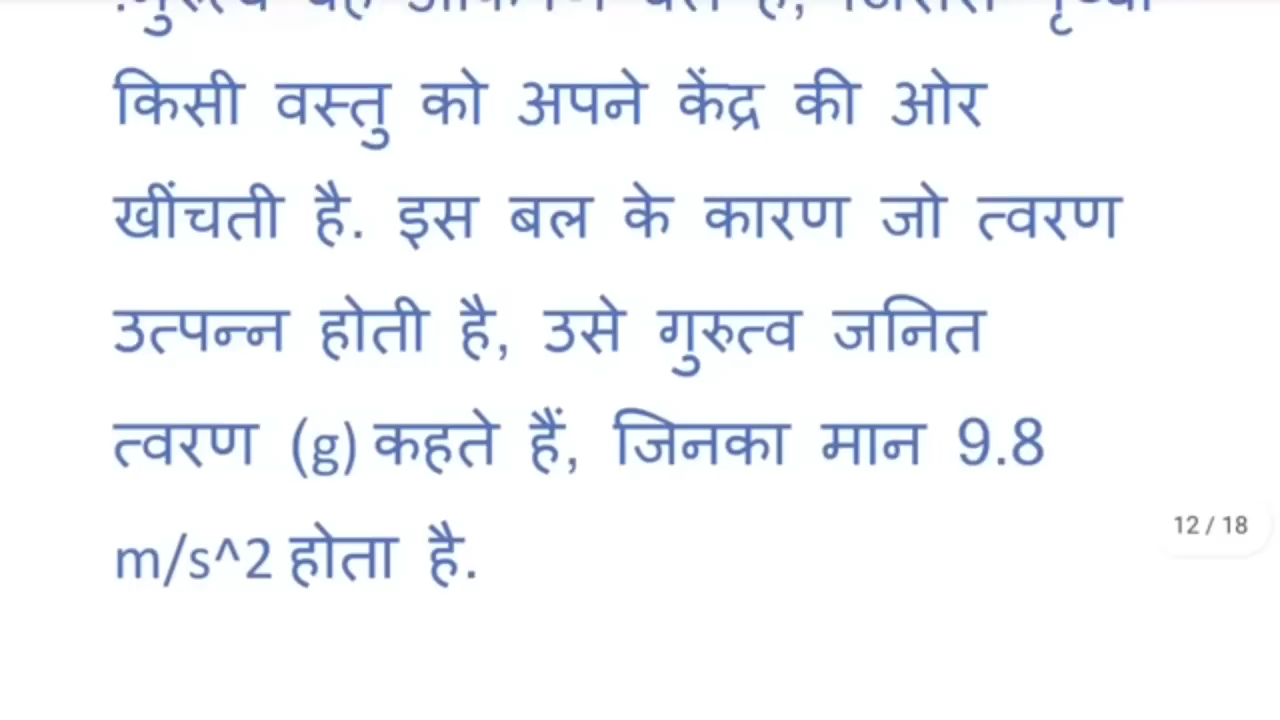 किसी वस्तु को अपने केंद्र की ओर
खींचती है. इस बल के कारण जो त्वरण
उत्पन्न होती है, उसे गुरुत्व जनित
त्वरण (g) कहते हैं, जिनका मान 9.8
12 / 18
m/s^2 होता है.